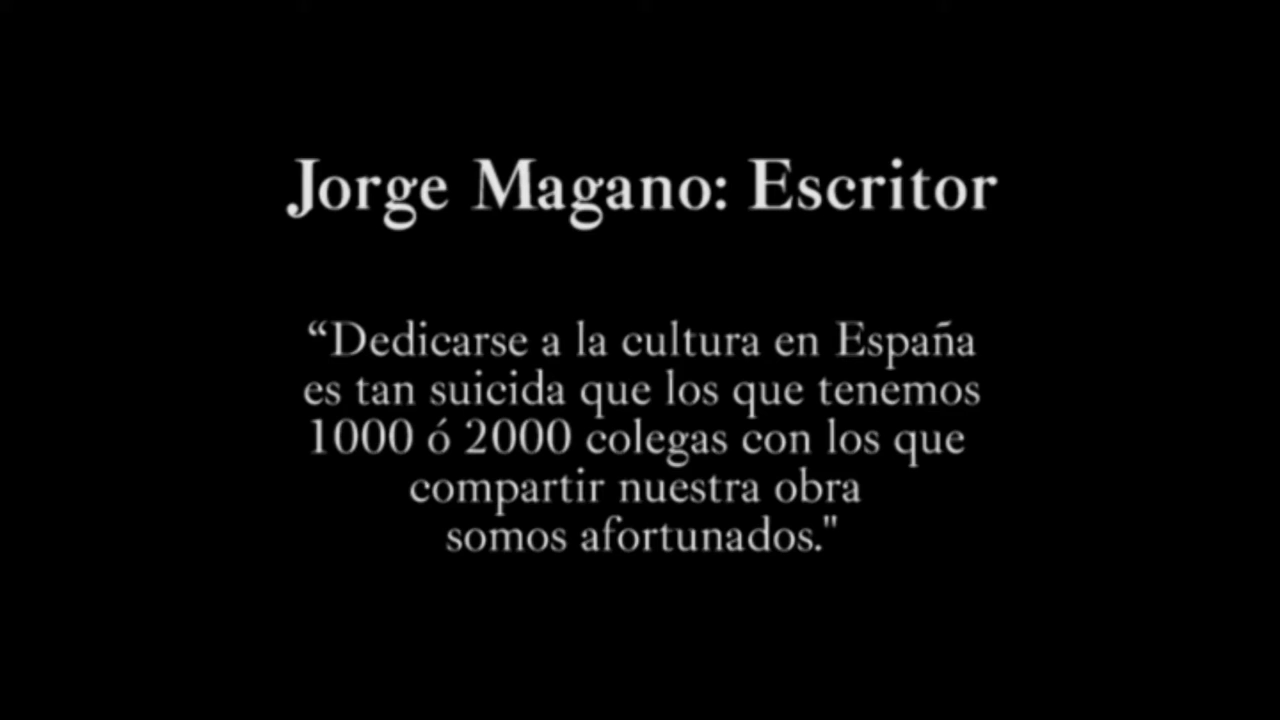 Jorge Magano: Escritor
“Dedicarse a la cultura en España
es tan suicida que los que tenemos
1000 ó 2000 colegas con los que
compartir nuestra obra
somos afortunados."